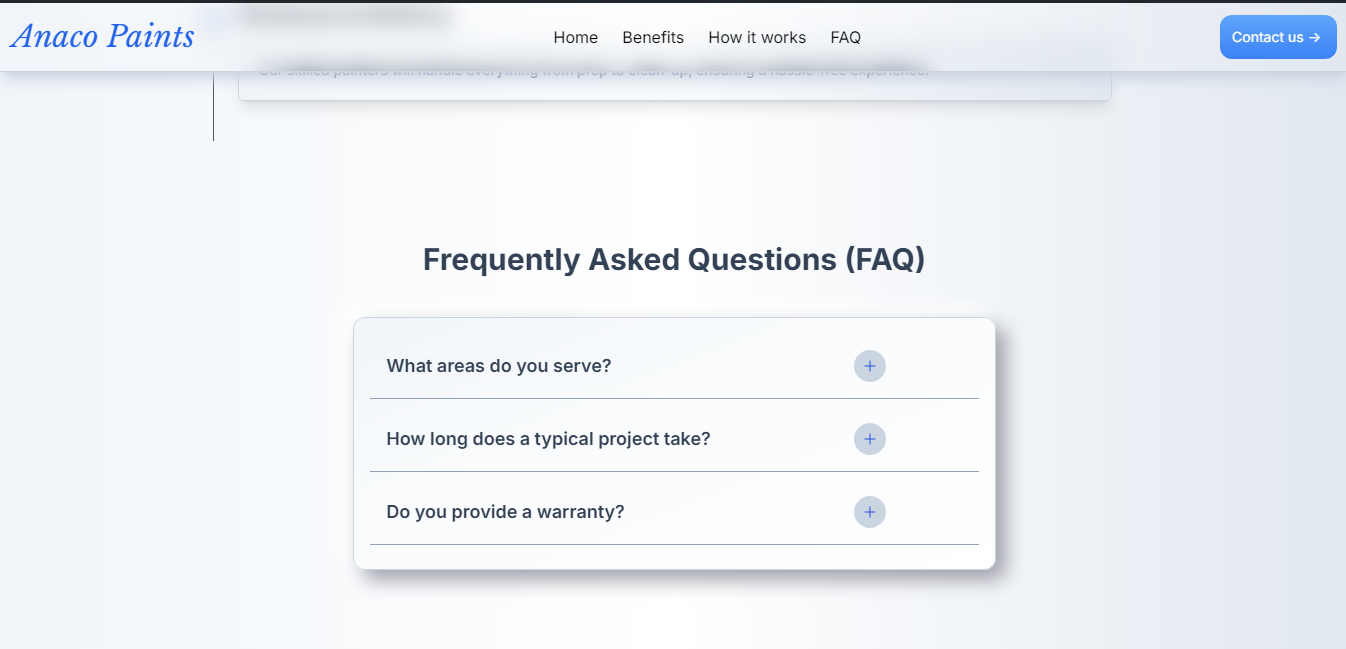 Anaco Paints
Home Benefits How it works FAQ
Contact us →
Our skilled painters will handle everything from prep to clean-up, ensuring a hassle-free experience.
Frequently Asked Questions (FAQ)
What areas do you serve?
How long does a typical project take?
Do you provide a warranty?